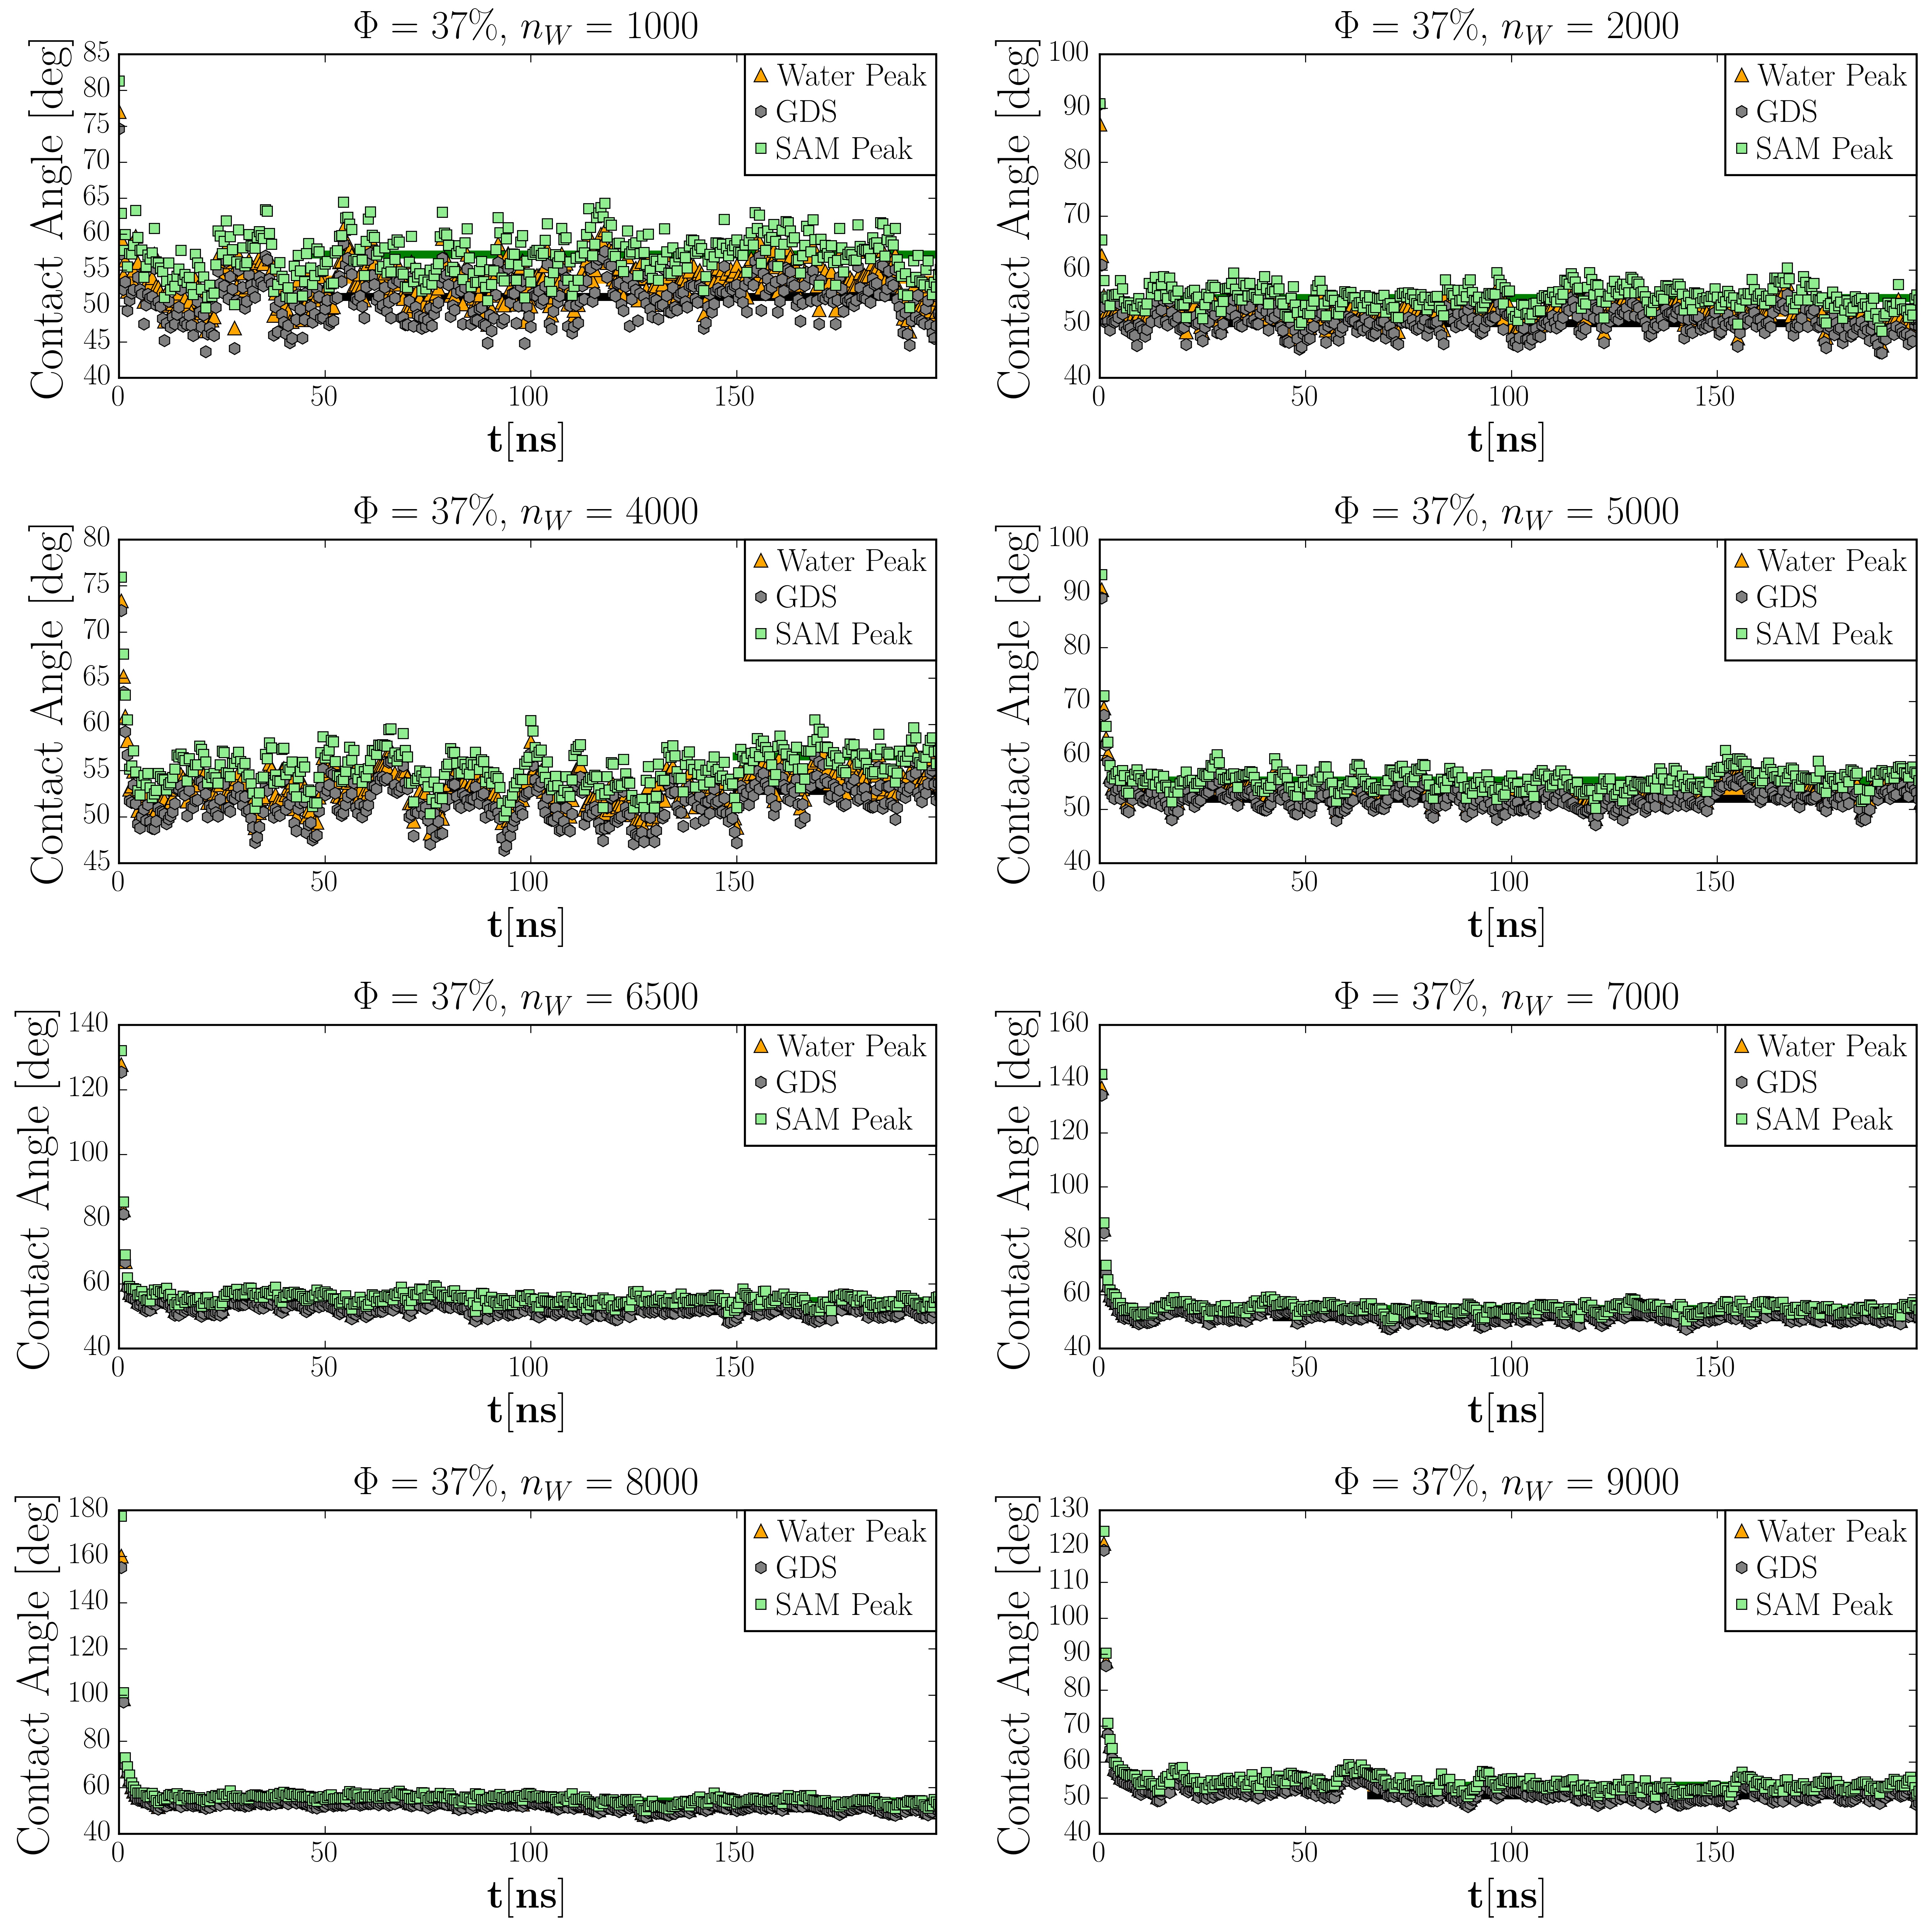 Φ = 37%, n_W = 1000
Contact Angle [deg]
85
80
75
70
65
60
55
50
45
40
Water Peak
GDS
SAM Peak
0 50 100 150
t[ns]
Φ = 37%, n_W = 2000
Contact Angle [deg]
100
90
80
70
60
50
40
Water Peak
GDS
SAM Peak
0 50 100 150
t[ns]
Φ = 37%, n_W = 4000
Contact Angle [deg]
80
75
70
65
60
55
50
45
Water Peak
GDS
SAM Peak
0 50 100 150
t[ns]
Φ = 37%, n_W = 5000
Contact Angle [deg]
100
90
80
70
60
50
40
Water Peak
GDS
SAM Peak
0 50 100 150
t[ns]
Φ = 37%, n_W = 6500
Contact Angle [deg]
140
120
100
80
60
40
Water Peak
GDS
SAM Peak
0 50 100 150
t[ns]
Φ = 37%, n_W = 7000
Contact Angle [deg]
160
140
120
100
80
60
40
Water Peak
GDS
SAM Peak
0 50 100 150
t[ns]
Φ = 37%, n_W = 8000
Contact Angle [deg]
180
160
140
120
100
80
60
40
Water Peak
GDS
SAM Peak
0 50 100 150
t[ns]
Φ = 37%, n_W = 9000
Contact Angle [deg]
130
120
110
100
90
80
70
60
50
40
Water Peak
GDS
SAM Peak
0 50 100 150
t[ns]